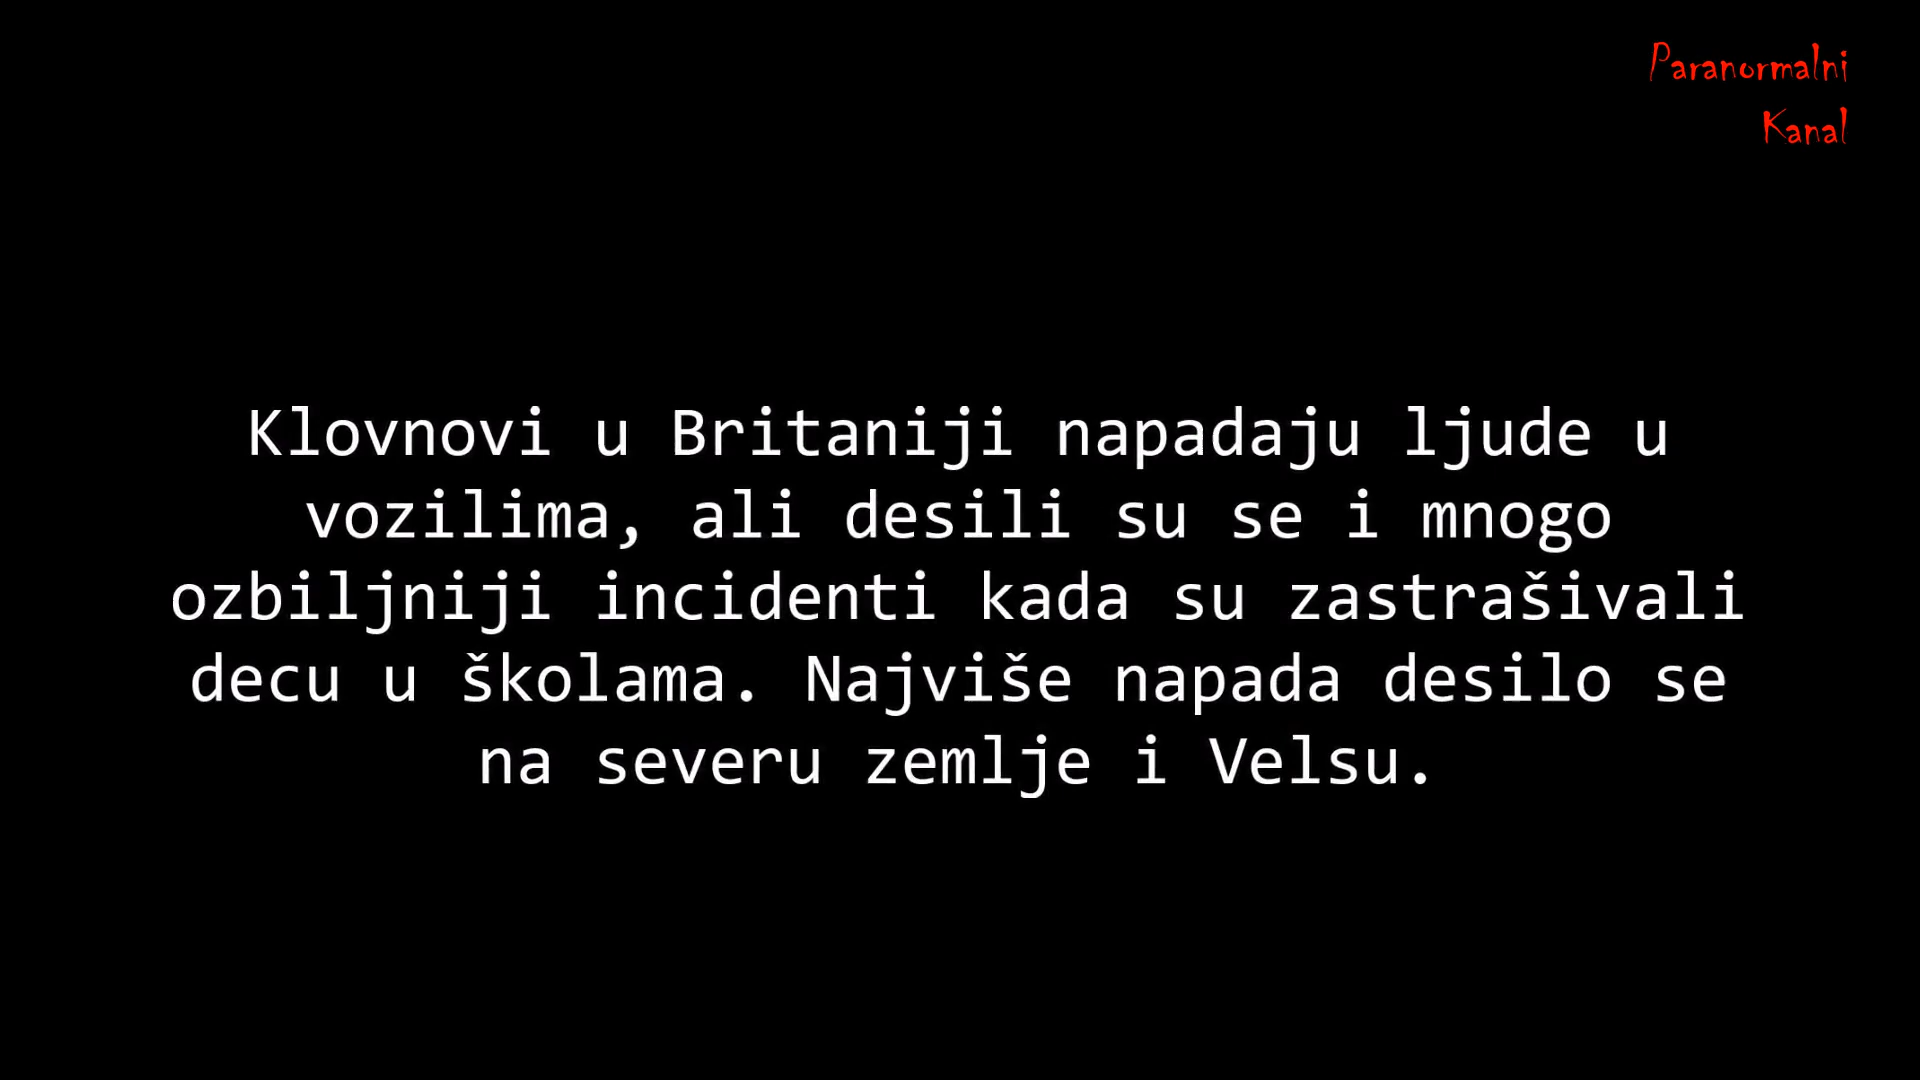 Paranormalni
Kanal
Klovnovi u Britaniji napadaju ljude u
vozilima, ali desili su se i mnogo
ozbiljniji incidenti kada su zastrašivali
decu u školama. Najviše napada desilo se
na severu zemlje i Velsu.